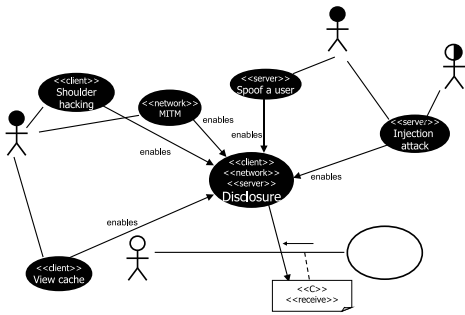 <<client>>
Shoulder
hacking
<<network>>
MITM
<<server>>
Spoof a user
<<server>>
Injection
attack
enables
enables
enables
enables
<<client>>
<<network>>
<<server>>
Disclosure
enables
<<client>>
View cache
<<C>>
<<receive>>